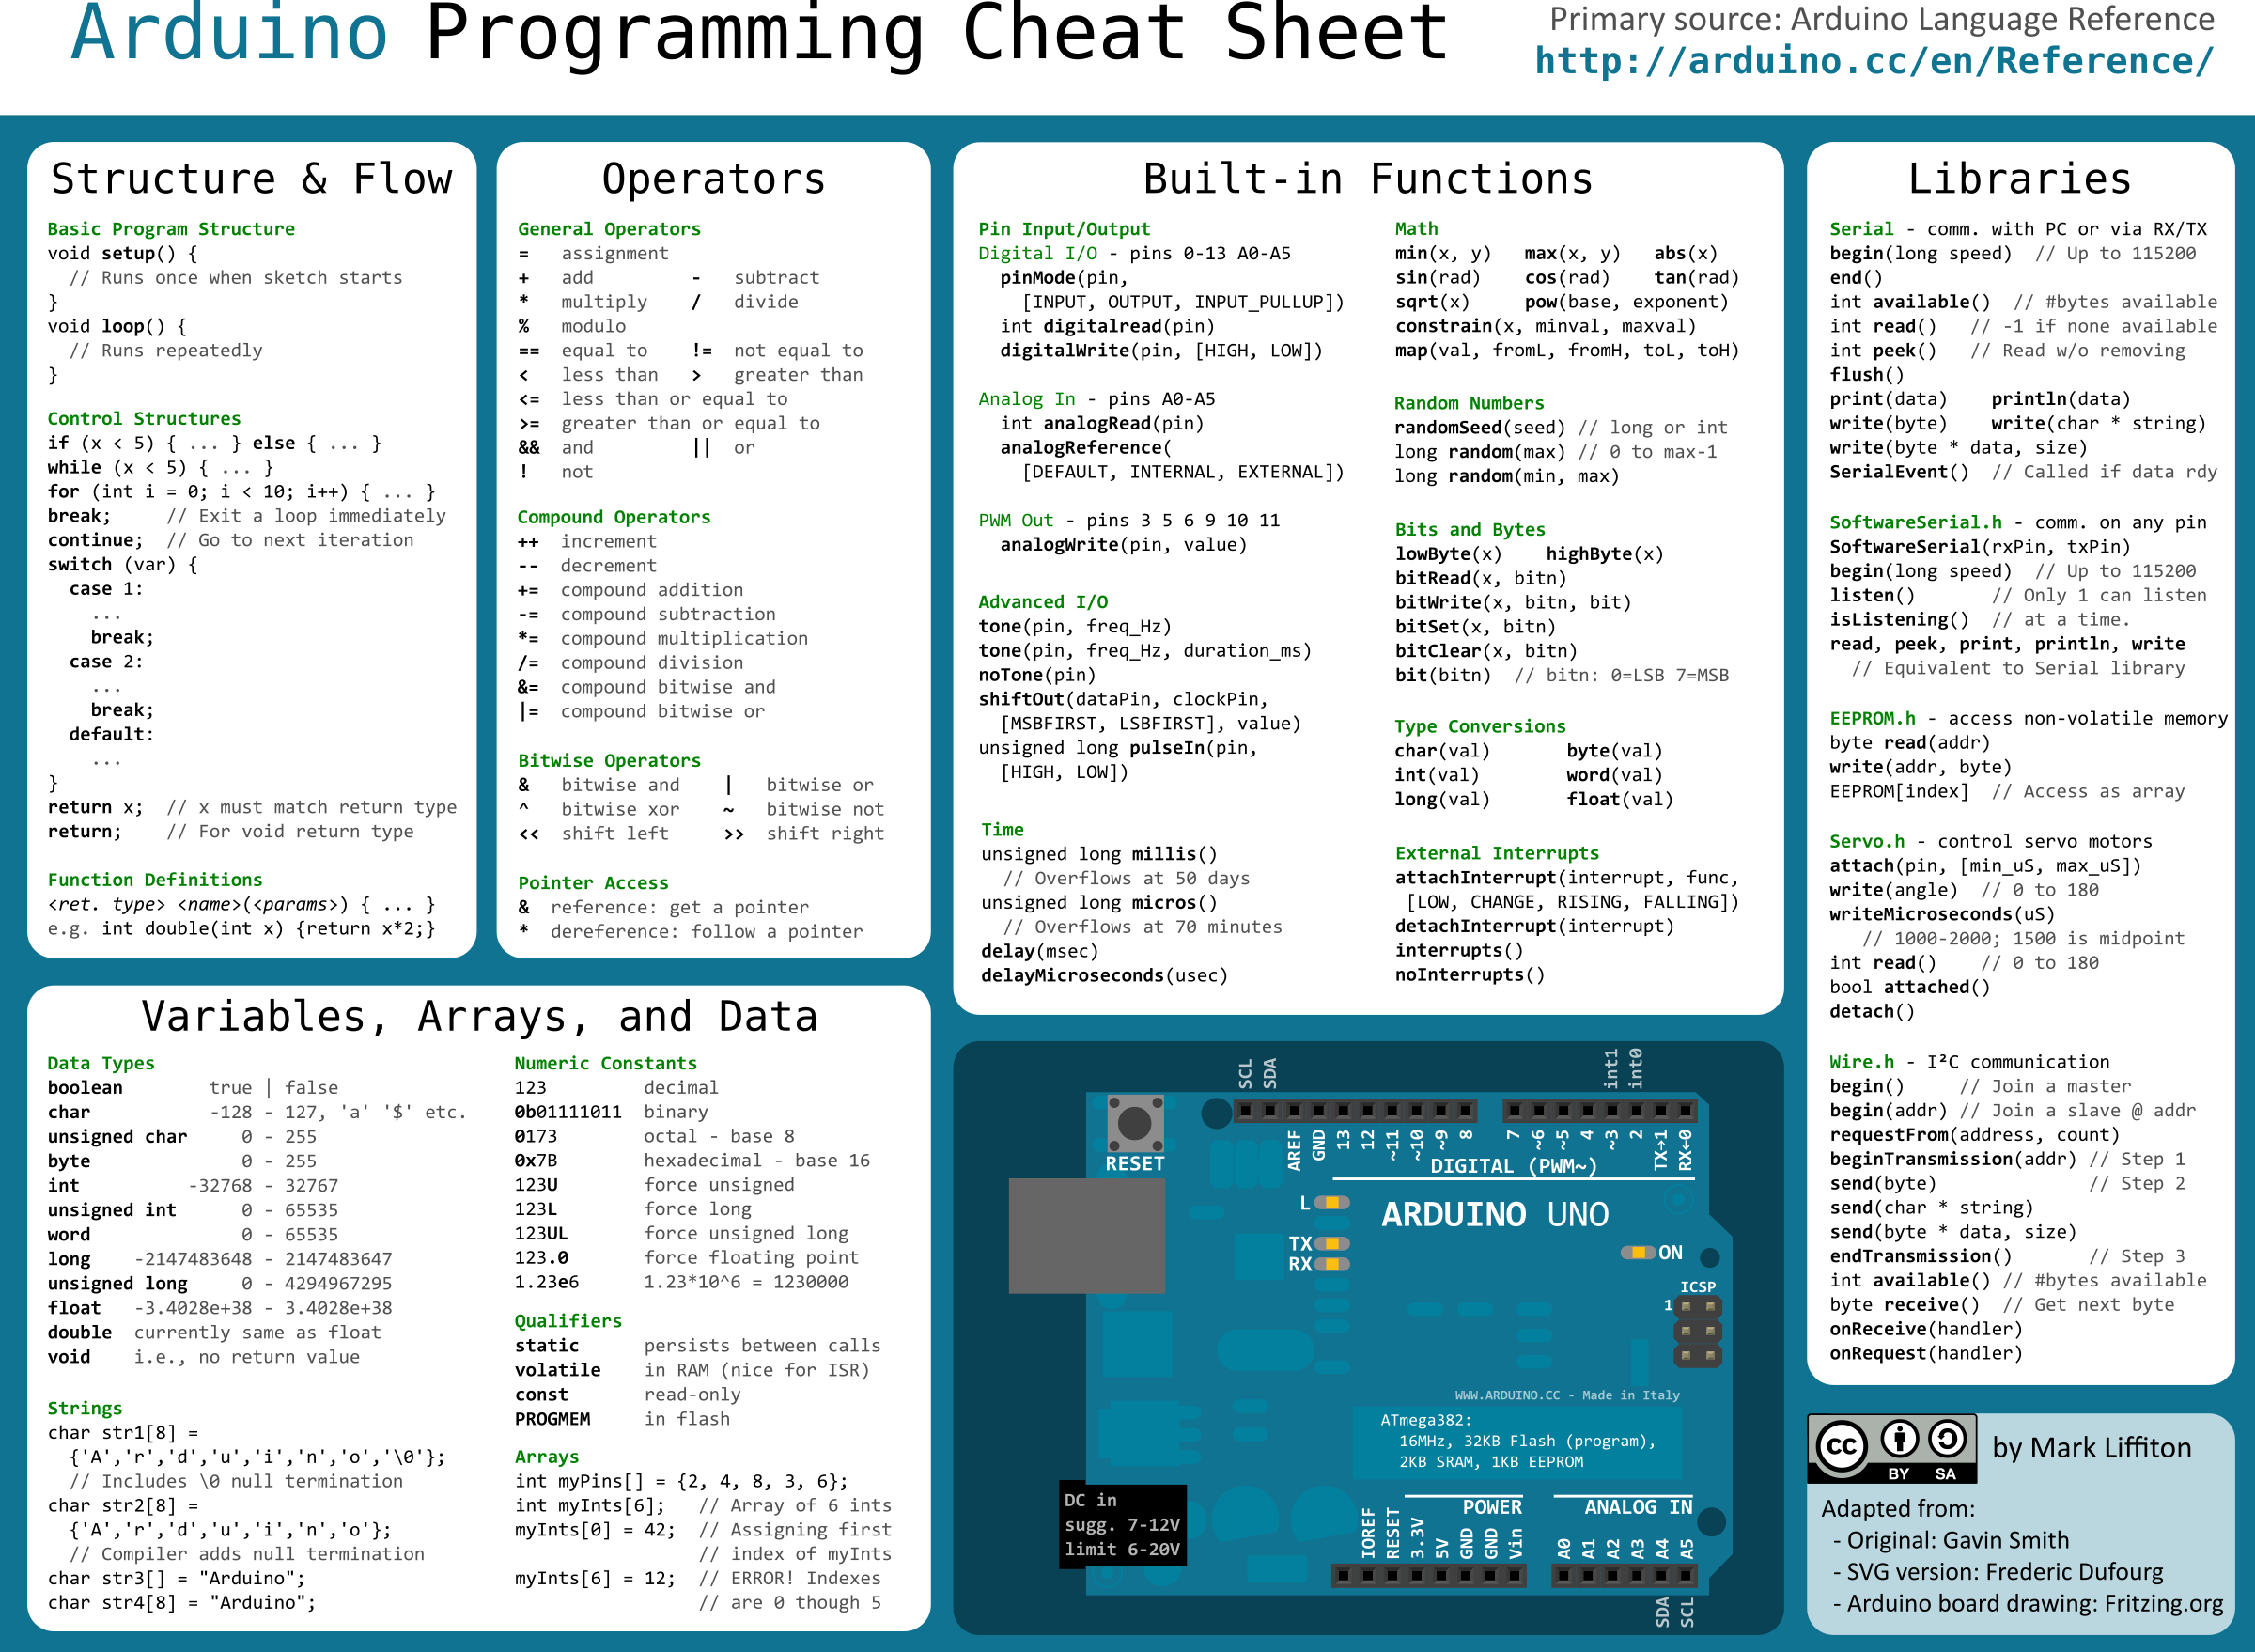 Arduino Programming Cheat Sheet
Primary source: Arduino Language Reference
http://arduino.cc/en/Reference/
Structure & Flow
Basic Program Structure
void setup() {
// Runs once when sketch starts
}
void loop() {
// Runs repeatedly
}
Control Structures
if (x < 5) { ... } else { ... }
while (x < 5) { ... }
for (int i = 0; i < 10; i++) { ... }
break; // Exit a loop immediately
continue; // Go to next iteration
switch (var) {
case 1:
...
break;
case 2:
...
break;
default:
...
}
return x; // x must match return type
return; // For void return type
Function Definitions
<ret. type> <name>(<params>) { ... }
e.g. int double(int x) {return x*2;}
Operators
General Operators
= assignment
+ add - subtract
* multiply / divide
% modulo
== equal to != not equal to
< less than > greater than
<= less than or equal to
>= greater than or equal to
&& and || or
! not
Compound Operators
++ increment
-- decrement
+= compound addition
-= compound subtraction
*= compound multiplication
/= compound division
&= compound bitwise and
|= compound bitwise or
Bitwise Operators
& bitwise and | bitwise or
^ bitwise xor ~ bitwise not
<< shift left >> shift right
Pointer Access
& reference: get a pointer
* dereference: follow a pointer
Built-in Functions
Pin Input/Output
Digital I/O - pins 0-13 A0-A5
pinMode(pin,
[INPUT, OUTPUT, INPUT_PULLUP])
int digitalread(pin)
digitalWrite(pin, [HIGH, LOW])
Analog In - pins A0-A5
int analogRead(pin)
analogReference(
[DEFAULT, INTERNAL, EXTERNAL])
PWM Out - pins 3 5 6 9 10 11
analogWrite(pin, value)
Advanced I/O
tone(pin, freq_Hz)
tone(pin, freq_Hz, duration_ms)
noTone(pin)
shiftOut(dataPin, clockPin,
[MSBFIRST, LSBFIRST], value)
unsigned long pulseIn(pin,
[HIGH, LOW])
Time
unsigned long millis()
// Overflows at 50 days
unsigned long micros()
// Overflows at 70 minutes
delay(msec)
delayMicroseconds(usec)
Math
min(x, y) max(x, y) abs(x)
sin(rad) cos(rad) tan(rad)
sqrt(x) pow(base, exponent)
constrain(x, minval, maxval)
map(val, fromL, fromH, toL, toH)
Random Numbers
randomSeed(seed) // long or int
long random(max) // 0 to max-1
long random(min, max)
Bits and Bytes
lowByte(x) highByte(x)
bitRead(x, bitn)
bitWrite(x, bitn, bit)
bitSet(x, bitn)
bitClear(x, bitn)
bit(bitn) // bitn: 0=LSB 7=MSB
Type Conversions
char(val) byte(val)
int(val) word(val)
long(val) float(val)
External Interrupts
attachInterrupt(interrupt, func,
[LOW, CHANGE, RISING, FALLING])
detachInterrupt(interrupt)
interrupts()
noInterrupts()
Libraries
Serial - comm. with PC or via RX/TX
begin(long speed) // Up to 115200
end()
int available() // #bytes available
int read() // -1 if none available
int peek() // Read w/o removing
flush()
print(data) println(data)
write(byte) write(char * string)
write(byte * data, size)
SerialEvent() // Called if data rdy
SoftwareSerial.h - comm. on any pin
SoftwareSerial(rxPin, txPin)
begin(long speed) // Up to 115200
listen() // Only 1 can listen
isListening() // at a time.
read, peek, print, println, write
// Equivalent to Serial library
EEPROM.h - access non-volatile memory
byte read(addr)
write(addr, byte)
EEPROM[index] // Access as array
Servo.h - control servo motors
attach(pin, [min_uS, max_uS])
write(angle) // 0 to 180
writeMicroseconds(uS)
// 1000-2000; 1500 is midpoint
int read() // 0 to 180
bool attached()
detach()
Wire.h - I²C communication
begin() // Join a master
begin(addr) // Join a slave @ addr
requestFrom(address, count)
beginTransmission(addr) // Step 1
send(byte) // Step 2
send(char * string)
send(byte * data, size)
endTransmission() // Step 3
int available() // #bytes available
byte receive() // Get next byte
onReceive(handler)
onRequest(handler)
Variables, Arrays, and Data
Data Types
boolean true | false
char -128 - 127, 'a' '$' etc.
unsigned char 0 - 255
byte 0 - 255
int -32768 - 32767
unsigned int 0 - 65535
word 0 - 65535
long -2147483648 - 2147483647
unsigned long 0 - 4294967295
float -3.4028e+38 - 3.4028e+38
double currently same as float
void i.e., no return value
Strings
char str1[8] =
{'A','r','d','u','i','n','o','\0'};
// Includes \0 null termination
char str2[8] =
{'A','r','d','u','i','n','o'};
// Compiler adds null termination
char str3[] = "Arduino";
char str4[8] = "Arduino";
Numeric Constants
123 decimal
0b01111011 binary
0173 octal - base 8
0x7B hexadecimal - base 16
123U force unsigned
123L force long
123UL force unsigned long
123.0 force floating point
1.23e6 1.23*10^6 = 1230000
Qualifiers
static persists between calls
volatile in RAM (nice for ISR)
const read-only
PROGMEM in flash
Arrays
int myPins[] = {2, 4, 8, 3, 6};
int myInts[6]; // Array of 6 ints
myInts[0] = 42; // Assigning first
// index of myInts
myInts[6] = 12; // ERROR! Indexes
// are 0 though 5
SCL SDA int1 int0
RESET
AREF GND 13 12 ~11 ~10 ~9 8 7 ~6 ~5 4 ~3 2 TX→1 RX←0
DIGITAL (PWM~)
L
ARDUINO UNO
TX
RX
ON
ICSP
1
WWW.ARDUINO.CC - Made in Italy
ATmega382:
16MHz, 32KB Flash (program),
2KB SRAM, 1KB EEPROM
DC in
sugg. 7-12V
limit 6-20V
POWER ANALOG IN
IOREF RESET 3.3V 5V GND GND Vin A0 A1 A2 A3 A4 A5
SDA SCL
cc BY SA
by Mark Liffiton
Adapted from:
- Original: Gavin Smith
- SVG version: Frederic Dufourg
- Arduino board drawing: Fritzing.org